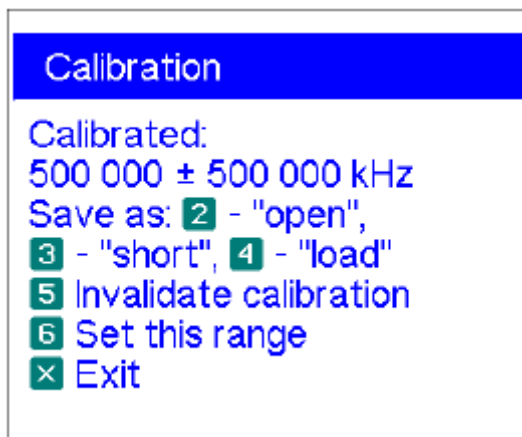 Calibration
Calibrated:
500 000 ± 500 000 kHz
Save as: 2 - "open",
3 - "short", 4 - "load"
5 Invalidate calibration
6 Set this range
× Exit